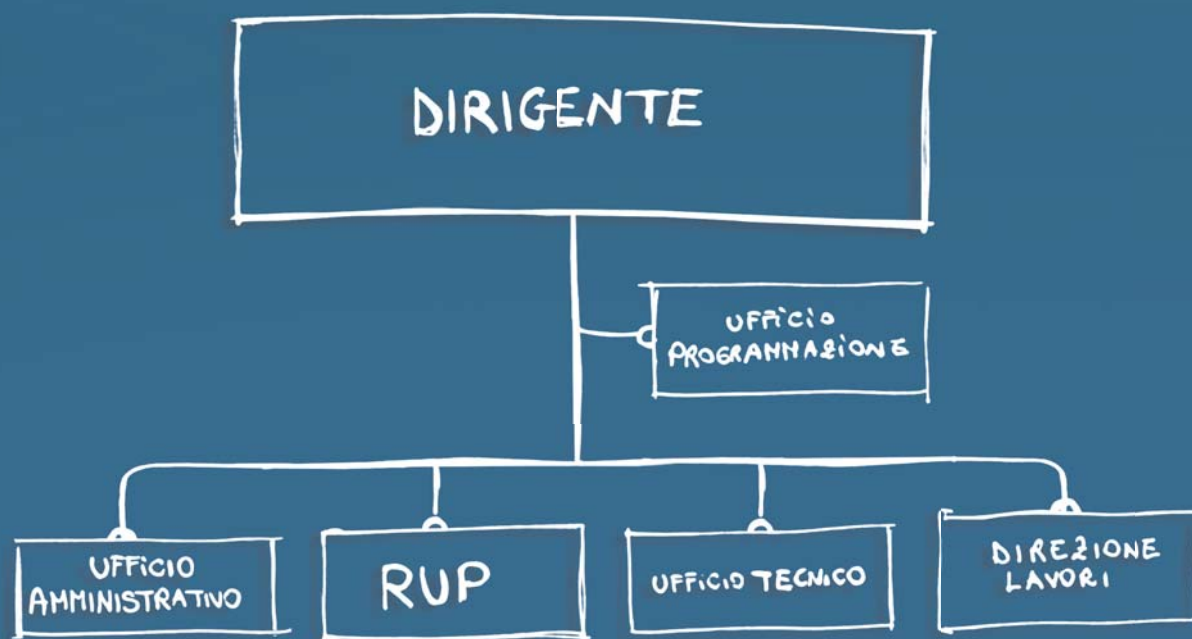 DIRIGENTE
UFFICIO
PROGRAMMAZIONE
UFFICIO
AMMINISTRATIVO
RUP
UFFICIO TECNICO
DIREZIONE
LAVORI